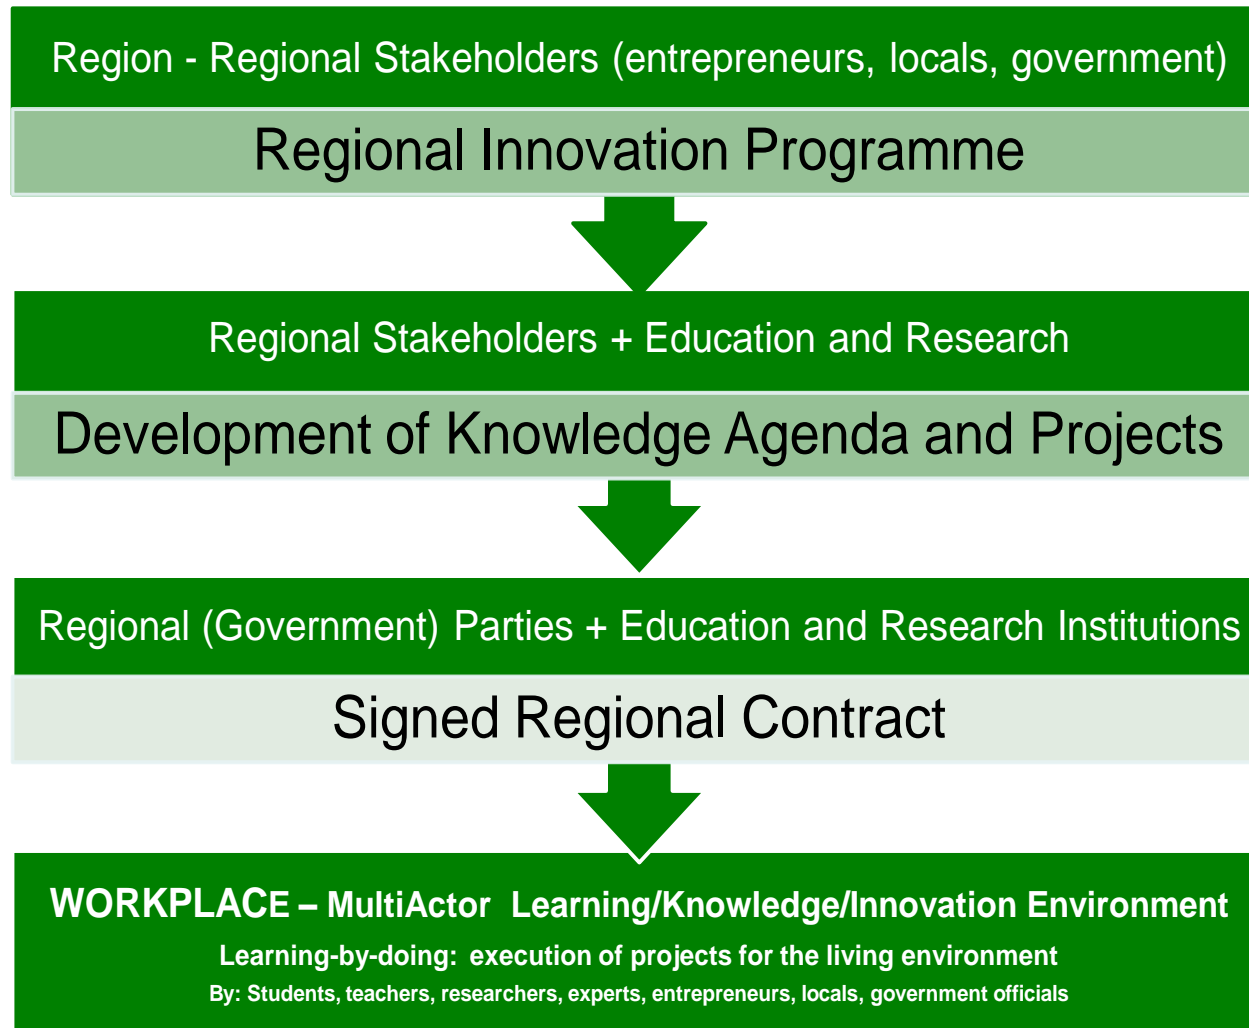 Region - Regional Stakeholders (entrepreneurs, locals, government)
Regional Innovation Programme
Regional Stakeholders + Education and Research
Development of Knowledge Agenda and Projects
Regional (Government) Parties + Education and Research Institutions
Signed Regional Contract
WORKPLACE – MultiActor Learning/Knowledge/Innovation Environment
Learning-by-doing: execution of projects for the living environment
By: Students, teachers, researchers, experts, entrepreneurs, locals, government officials